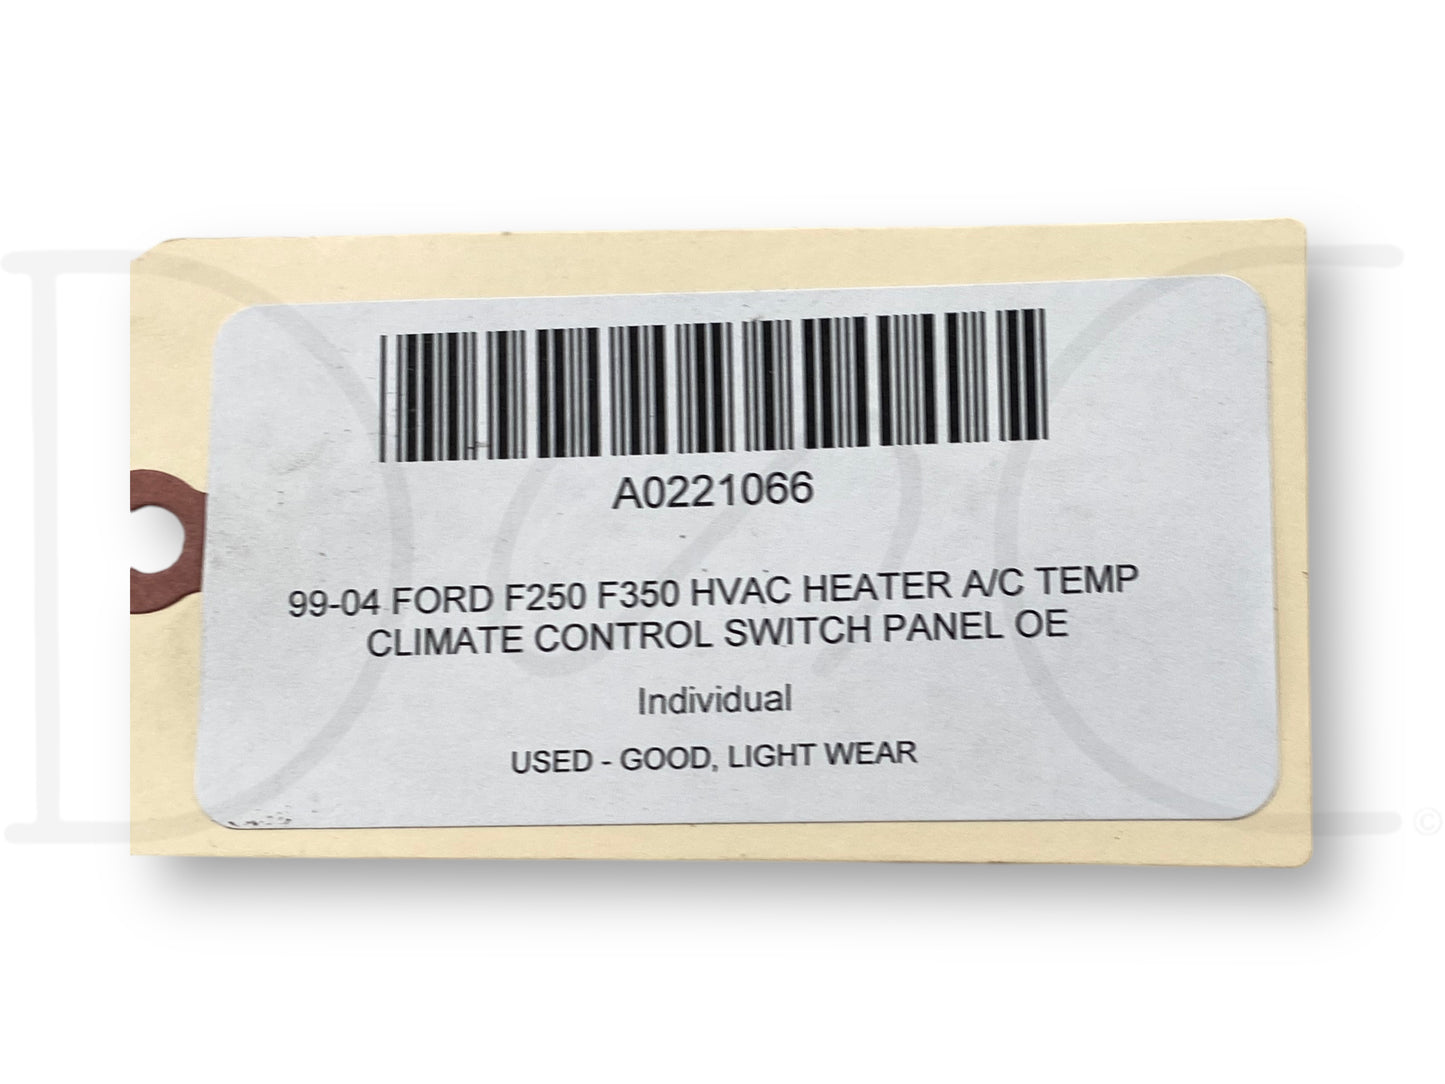 A0221066
99-04 FORD F250 F350 HVAC HEATER A/C TEMP
CLIMATE CONTROL SWITCH PANEL OE
Individual
USED - GOOD, LIGHT WEAR
©